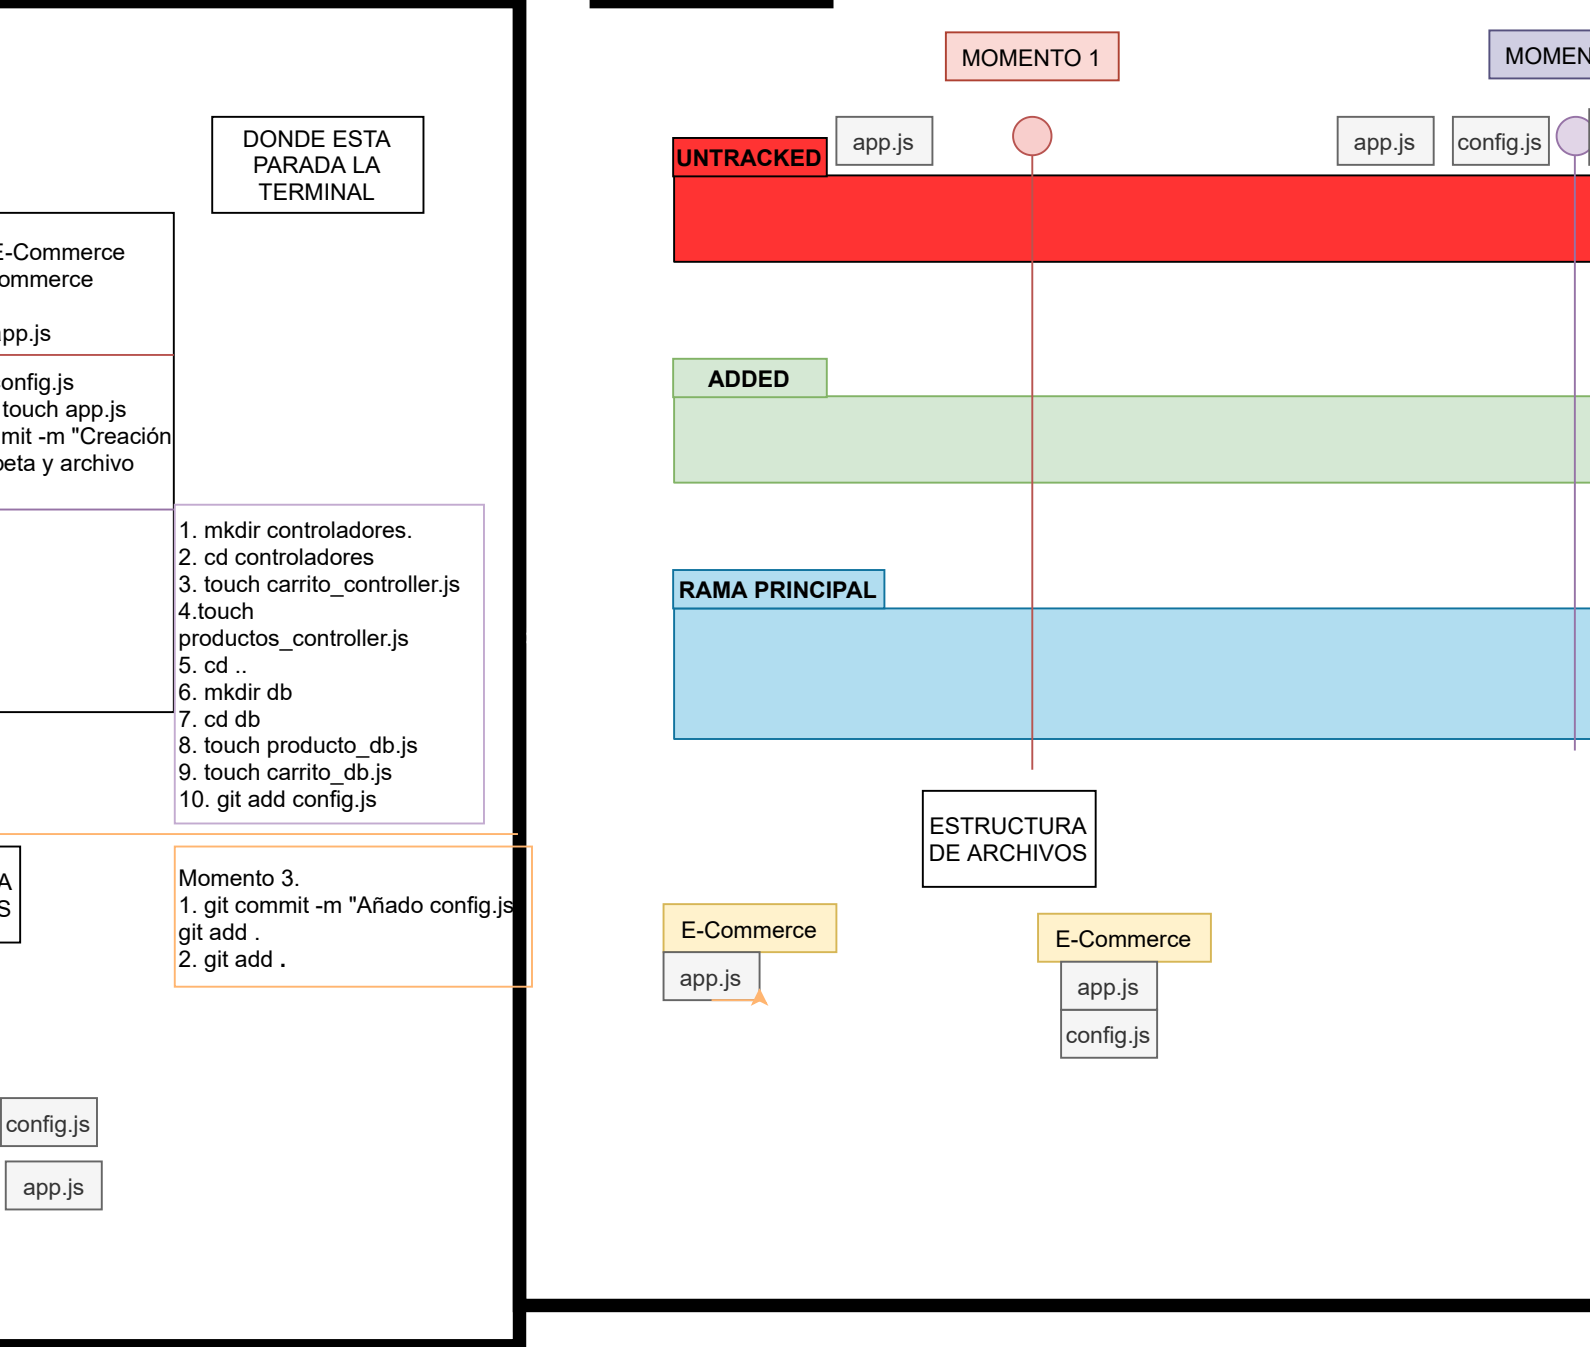 DONDE ESTA
PARADA LA
TERMINAL
E-Commerce
ommerce
app.js
onfig.js
touch app.js
mit -m "Creación
peta y archivo
1. mkdir controladores.
2. cd controladores
3. touch carrito_controller.js
4.touch
productos_controller.js
5. cd ..
6. mkdir db
7. cd db
8. touch producto_db.js
9. touch carrito_db.js
10. git add config.js
A
S
Momento 3.
1. git commit -m "Añado config.js
git add .
2. git add .
config.js
app.js
MOMENTO 1
MOMEN
UNTRACKED
app.js
app.js
config.js
ADDED
RAMA PRINCIPAL
ESTRUCTURA
DE ARCHIVOS
E-Commerce
app.js
E-Commerce
app.js
config.js